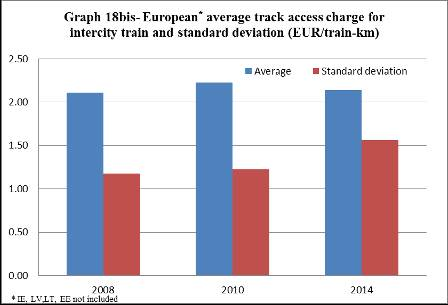 Graph 18bis- European* average track access charge for
intercity train and standard deviation (EUR/train-km)
2.50
Average
Standard deviation
2.00
1.50
1.00
0.50
0.00
2008
2010
2014
* IE, LV,LT, EE not included